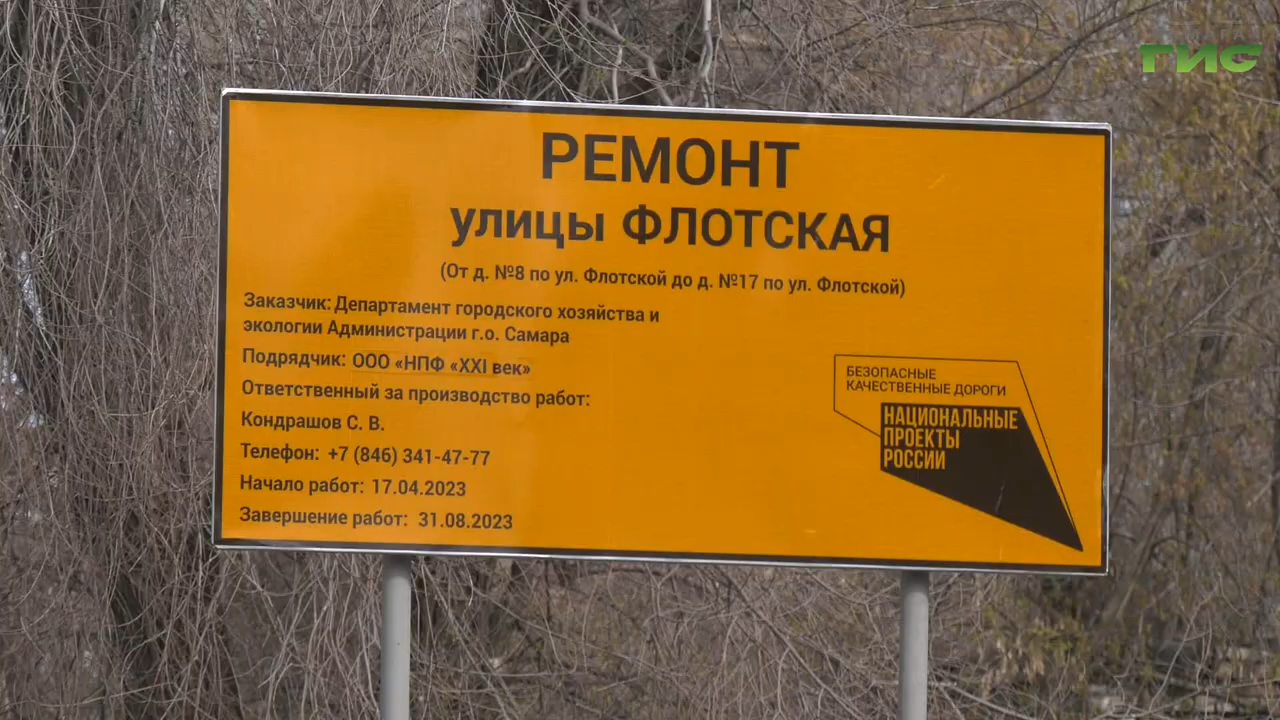 ГИС
РЕМОНТ
улицы ФЛОТСКАЯ
(От д. №8 по ул. Флотской до д. №17 по ул. Флотской)
Заказчик: Департамент городского хозяйства и
экологии Администрации г.о. Самара
Подрядчик: ООО «НПФ «XXI век»
Ответственный за производство работ:
Кондрашов С. В.
Телефон: +7 (846) 341-47-77
Начало работ: 17.04.2023
Завершение работ: 31.08.2023
БЕЗОПАСНЫЕ
КАЧЕСТВЕННЫЕ ДОРОГИ
НАЦИОНАЛЬНЫЕ
ПРОЕКТЫ
РОССИИ